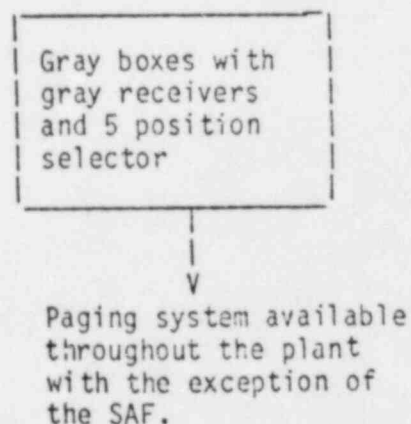 Gray boxes with
gray receivers
and 5 position
selector
Paging system available
throughout the plant
with the exception of
the SAF.